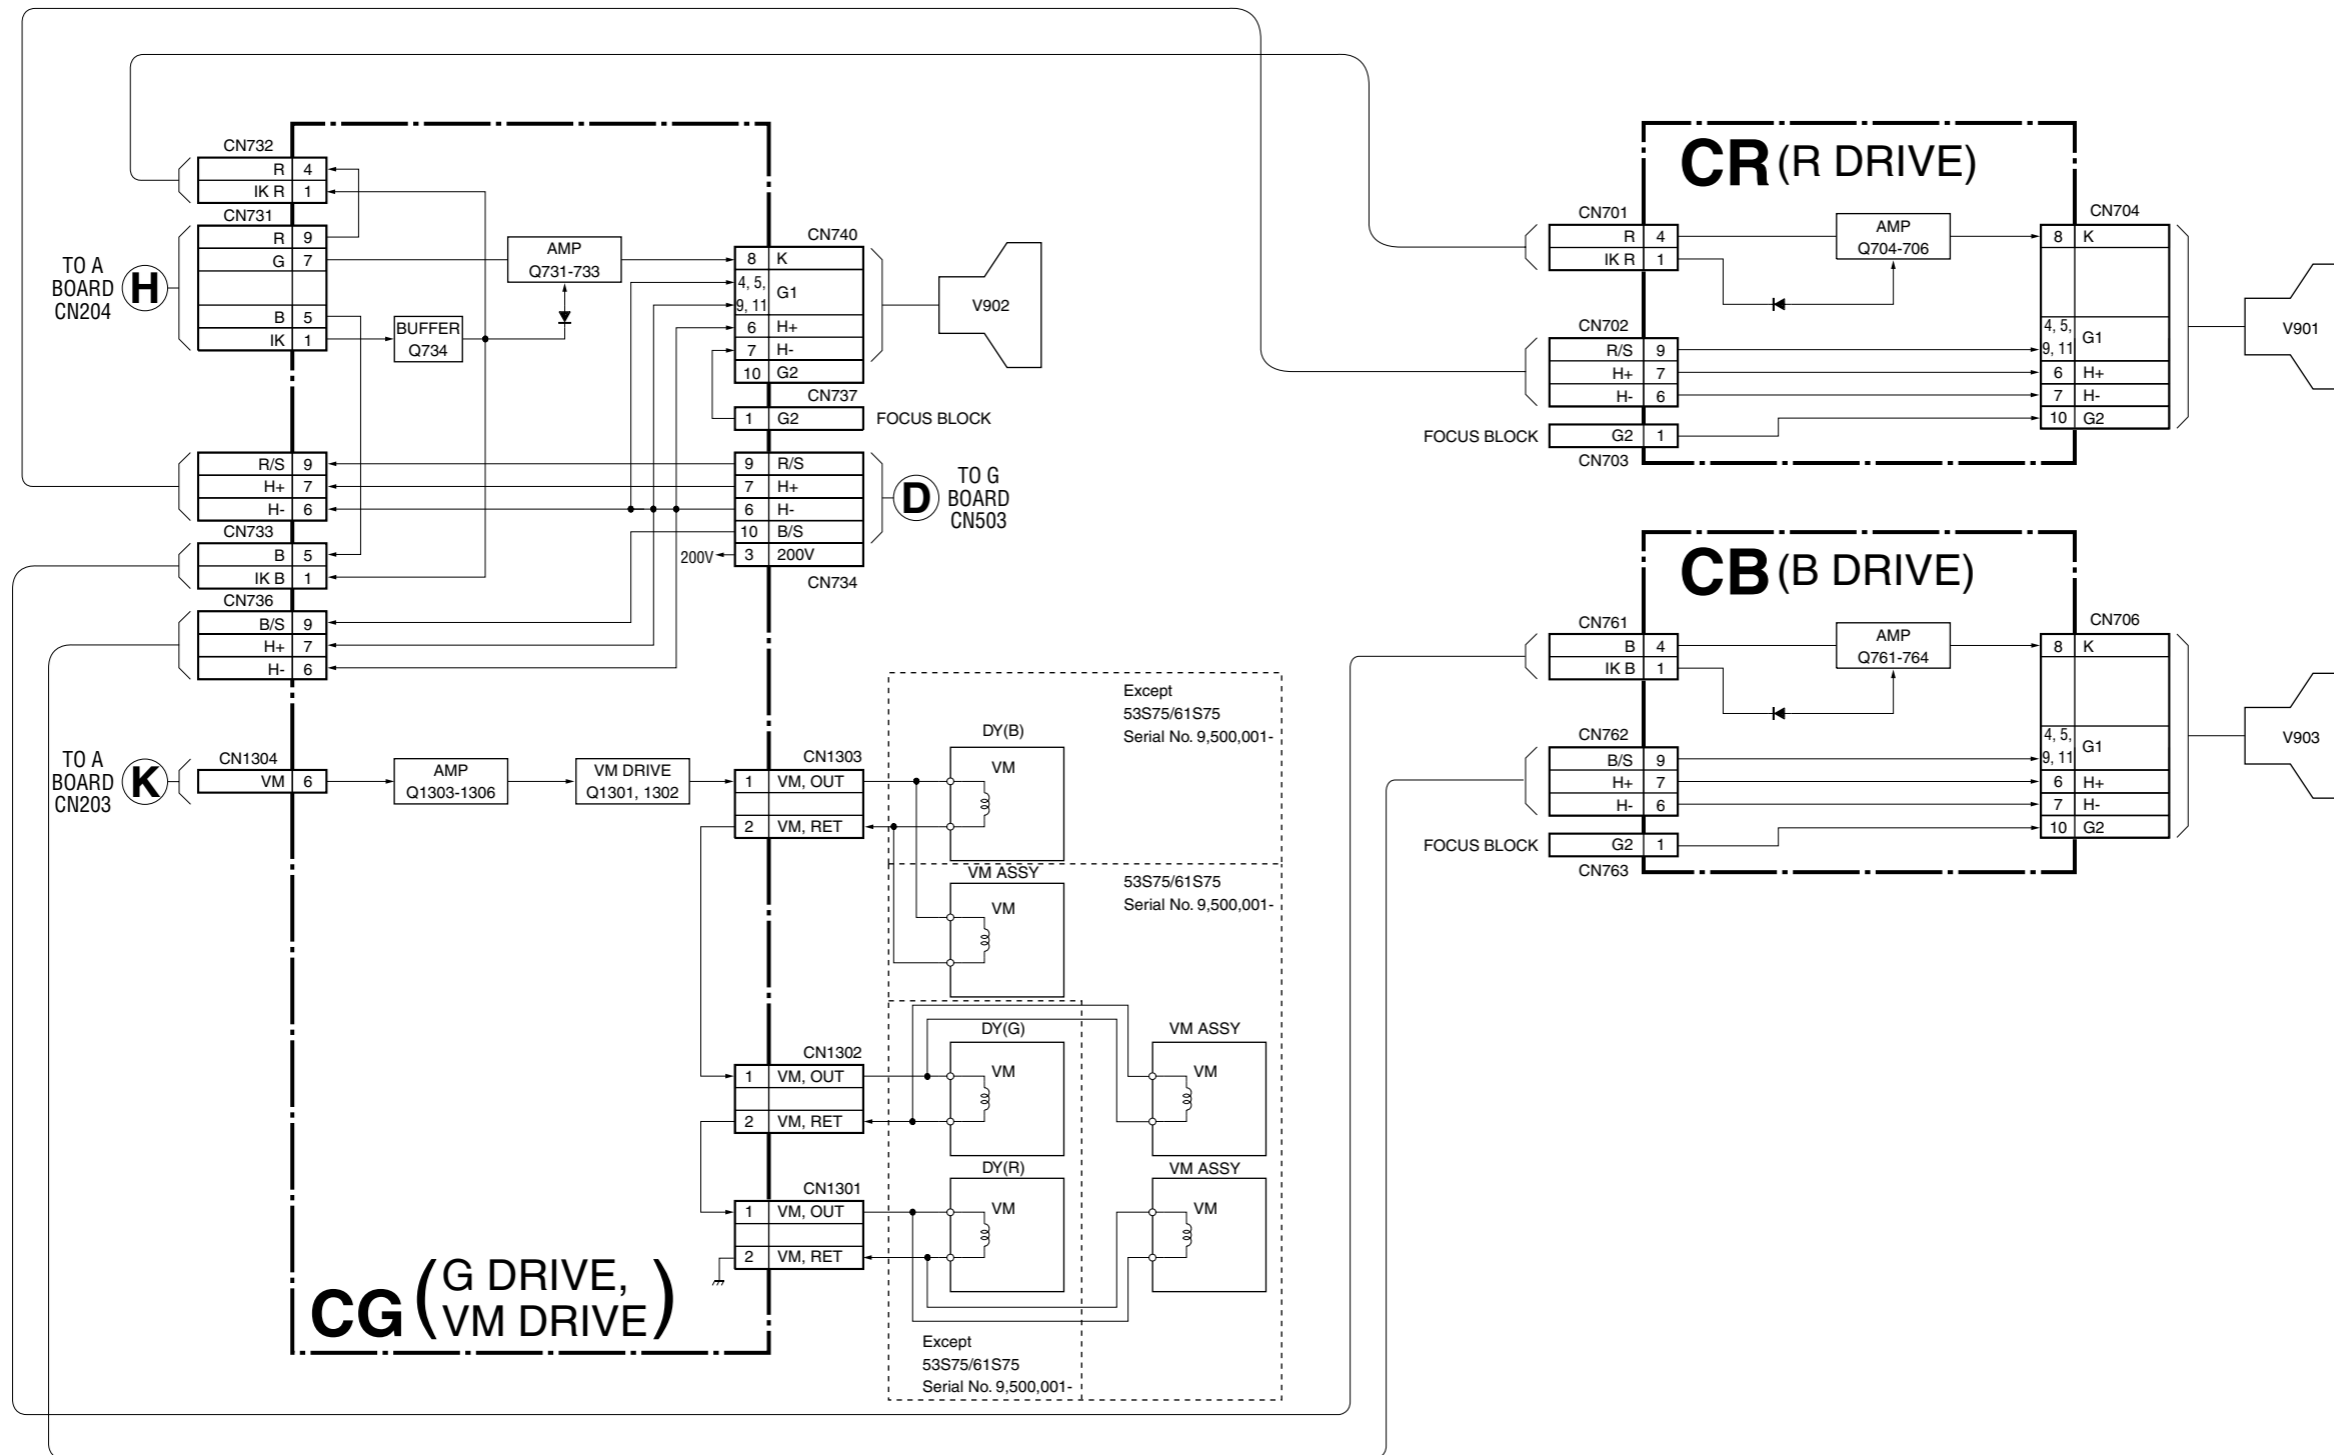 CN732
R 4
IK R 1
CN731
R 9
G 7
B 5
IK 1
TO A
BOARD
CN204
H
BUFFER
Q734
AMP
Q731-733
CN740
8 K
4, 5,
9, 11
G1
6 H+
7 H-
10 G2
V902
CN737
1 G2
FOCUS BLOCK
R/S 9
H+ 7
H- 6
CN733
B 5
IK B 1
CN736
B/S 9
H+ 7
H- 6
9 R/S
7 H+
6 H-
10 B/S
200V
3 200V
CN734
D
TO G
BOARD
CN503
TO A
BOARD
CN203
K
CN1304
VM 6
AMP
Q1303-1306
VM DRIVE
Q1301, 1302
CN1303
1 VM, OUT
2 VM, RET
DY(B)
VM
Except
53S75/61S75
Serial No. 9,500,001-
VM ASSY
VM
53S75/61S75
Serial No. 9,500,001-
CN1302
1 VM, OUT
2 VM, RET
DY(G)
VM
VM ASSY
VM
CN1301
1 VM, OUT
2 VM, RET
DY(R)
VM
VM ASSY
VM
Except
53S75/61S75
Serial No. 9,500,001-
CG (G DRIVE,
VM DRIVE)
CR (R DRIVE)
CN701
R 4
IK R 1
AMP
Q704-706
CN704
8 K
4, 5,
9, 11
G1
6 H+
7 H-
10 G2
V901
CN702
R/S 9
H+ 7
H- 6
FOCUS BLOCK
G2 1
CN703
CB (B DRIVE)
CN761
B 4
IK B 1
AMP
Q761-764
CN706
8 K
4, 5,
9, 11
G1
6 H+
7 H-
10 G2
V903
CN762
B/S 9
H+ 7
H- 6
FOCUS BLOCK
G2 1
CN763